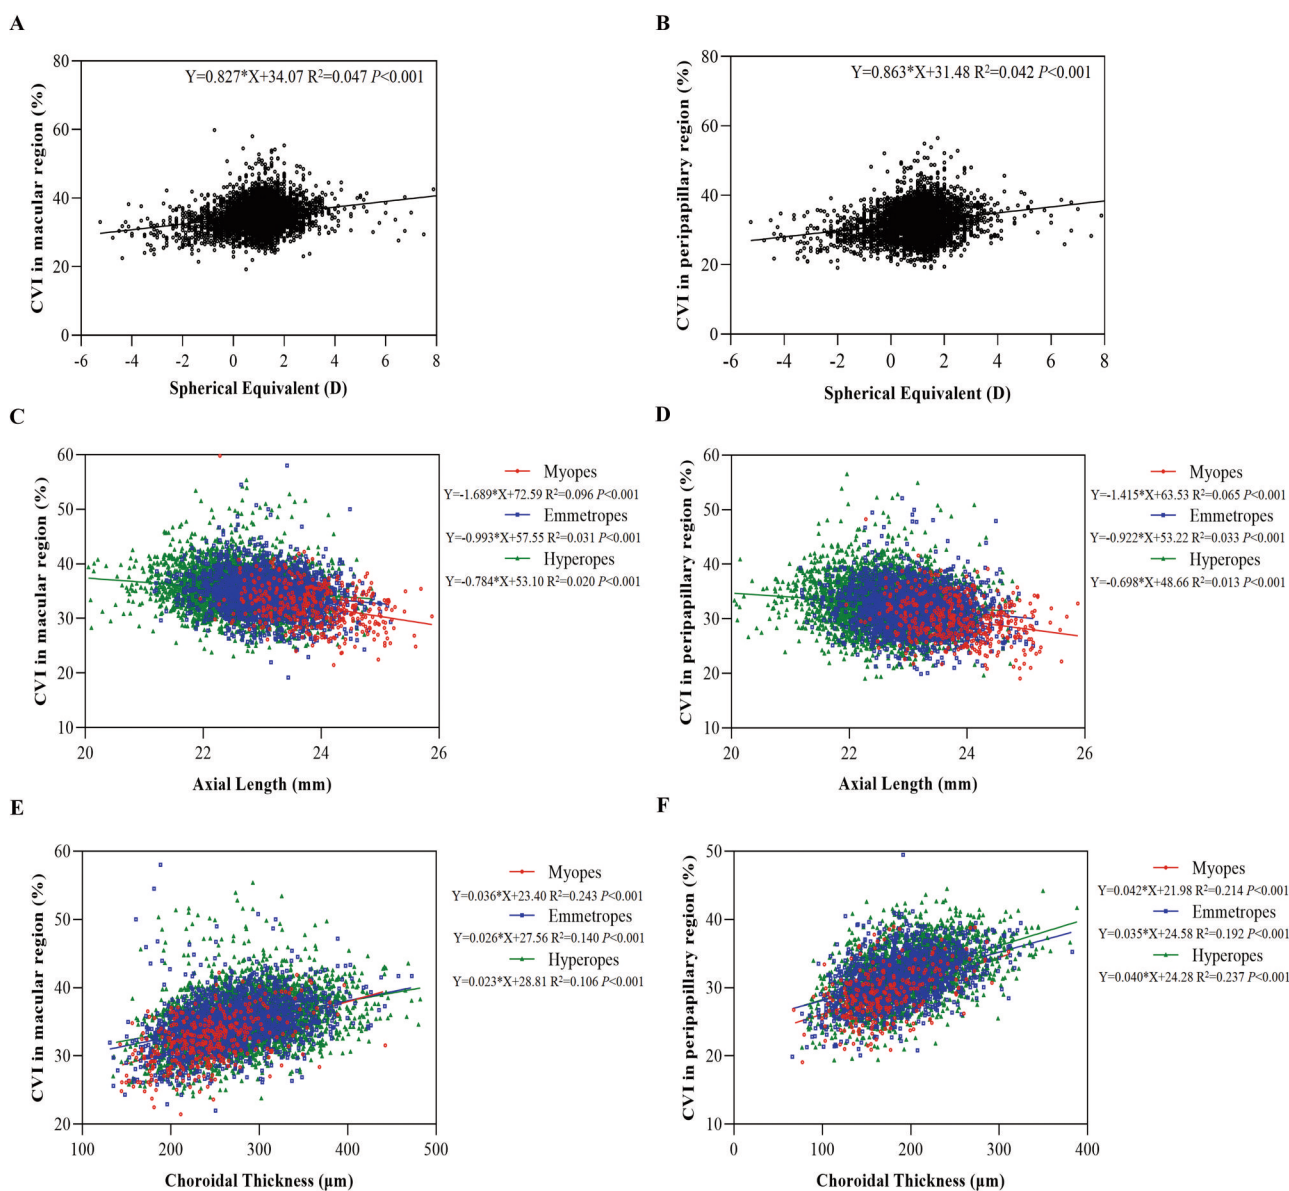 A
Y=0.827*X+34.07 R²=0.047 P<0.001
CVI in macular region (%)
80
60
40
20
0
-6 -4 -2 0 2 4 6 8
Spherical Equivalent (D)
B
Y=0.863*X+31.48 R²=0.042 P<0.001
CVI in peripapillary region (%)
80
60
40
20
0
-6 -4 -2 0 2 4 6 8
Spherical Equivalent (D)
C
CVI in macular region (%)
60
50
40
30
20
10
20 22 24 26
Axial Length (mm)
Myopes
Y=-1.689*X+72.59 R²=0.096 P<0.001
Emmetropes
Y=-0.993*X+57.55 R²=0.031 P<0.001
Hyperopes
Y=-0.784*X+53.10 R²=0.020 P<0.001
D
CVI in peripapillary region (%)
60
50
40
30
20
10
20 22 24 26
Axial Length (mm)
Myopes
Y=-1.415*X+63.53 R²=0.065 P<0.001
Emmetropes
Y=-0.922*X+53.22 R²=0.033 P<0.001
Hyperopes
Y=-0.698*X+48.66 R²=0.013 P<0.001
E
CVI in macular region (%)
60
50
40
30
20
100 200 300 400 500
Choroidal Thickness (μm)
Myopes
Y=0.036*X+23.40 R²=0.243 P<0.001
Emmetropes
Y=0.026*X+27.56 R²=0.140 P<0.001
Hyperopes
Y=0.023*X+28.81 R²=0.106 P<0.001
F
CVI in peripapillary region (%)
50
40
30
20
10
0 100 200 300 400
Choroidal Thickness (μm)
Myopes
Y=0.042*X+21.98 R²=0.214 P<0.001
Emmetropes
Y=0.035*X+24.58 R²=0.192 P<0.001
Hyperopes
Y=0.040*X+24.28 R²=0.237 P<0.001